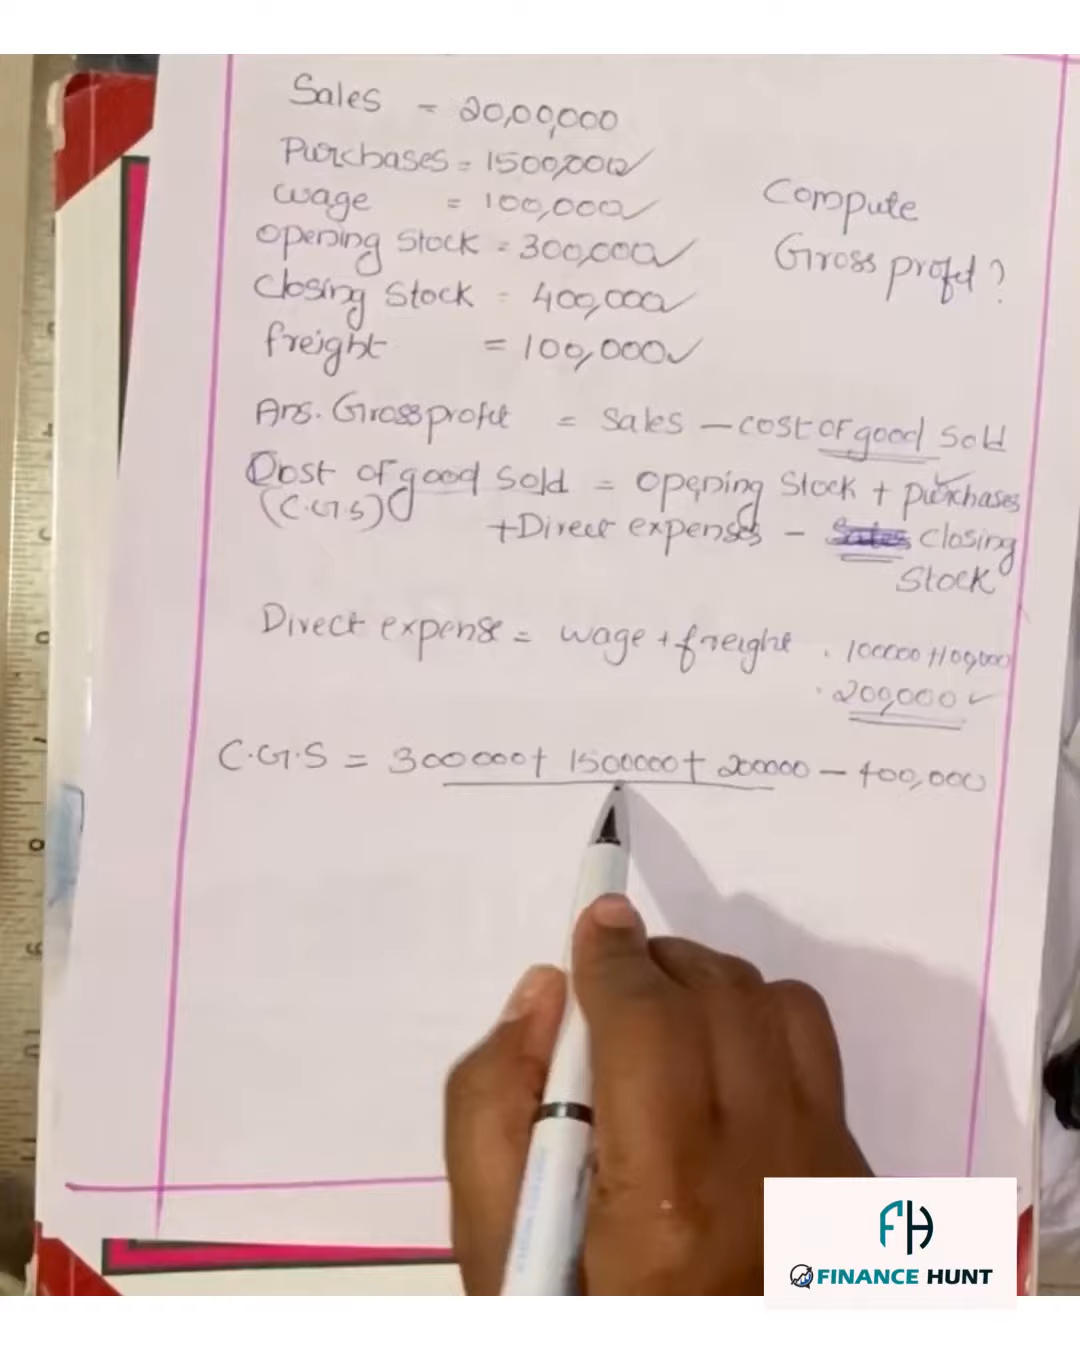 Sales = 20,00,000
Purchases = 1500,000
wage = 100,000
opening Stock = 300,000
Closing Stock = 400,000
freight = 100,000
Compute
Gross profit?
Ans. Gross profit = Sales - cost of good Sold
Cost of good Sold = opening Stock + purchases
(C.G.S) + Direct expenses - Sales Closing
Stock
Direct expense = wage + freight . 100000 + 100,000
. 200,000
C.G.S = 300000 + 1500000 + 200000 - 400,000
FH
FINANCE HUNT